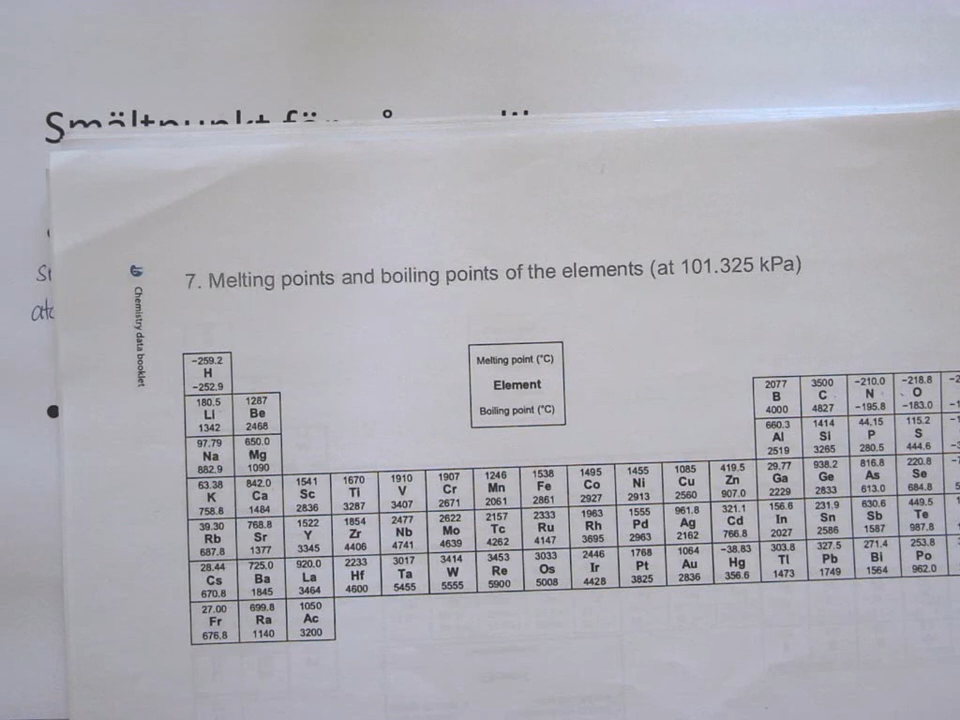 Smältpunkt för
St
ato
6 Chemistry data booklet
7. Melting points and boiling points of the elements (at 101.325 kPa)
Melting point (°C)
Element
Boiling point (°C)
−259.2
H
−252.9
2077 3500 −210.0 −218.8
B C N O
4000 4827 −195.8 −183.0
180.5 1287
Li Be
1342 2468
660.3 1414 44.15 115.2
Al Si P S
2519 3265 280.5 444.6
97.79 650.0
Na Mg
882.9 1090
63.38 842.0 1541 1670 1910 1907 1246 1538 1495 1455 1085 419.5 29.77 938.2 816.8 220.8
K Ca Sc Ti V Cr Mn Fe Co Ni Cu Zn Ga Ge As Se
758.8 1484 2836 3287 3407 2671 2061 2861 2927 2913 2560 907.0 2229 2833 613.0 684.8
39.30 768.8 1522 1854 2477 2622 2157 2333 1963 1555 961.8 321.1 156.6 231.9 630.6 449.5
Rb Sr Y Zr Nb Mo Tc Ru Rh Pd Ag Cd In Sn Sb Te
687.8 1377 3345 4406 4741 4639 4262 4147 3695 2963 2162 766.8 2027 2586 1587 987.8
28.44 725.0 920.0 2233 3017 3414 3453 3033 2446 1768 1064 −38.83 303.8 327.5 271.4 253.8
Cs Ba La Hf Ta W Re Os Ir Pt Au Hg Tl Pb Bi Po
670.8 1845 3464 4600 5455 5555 5900 5008 4428 3825 2836 356.6 1473 1749 1564 962.0
27.00 699.8 1050
Fr Ra Ac
676.8 1140 3200